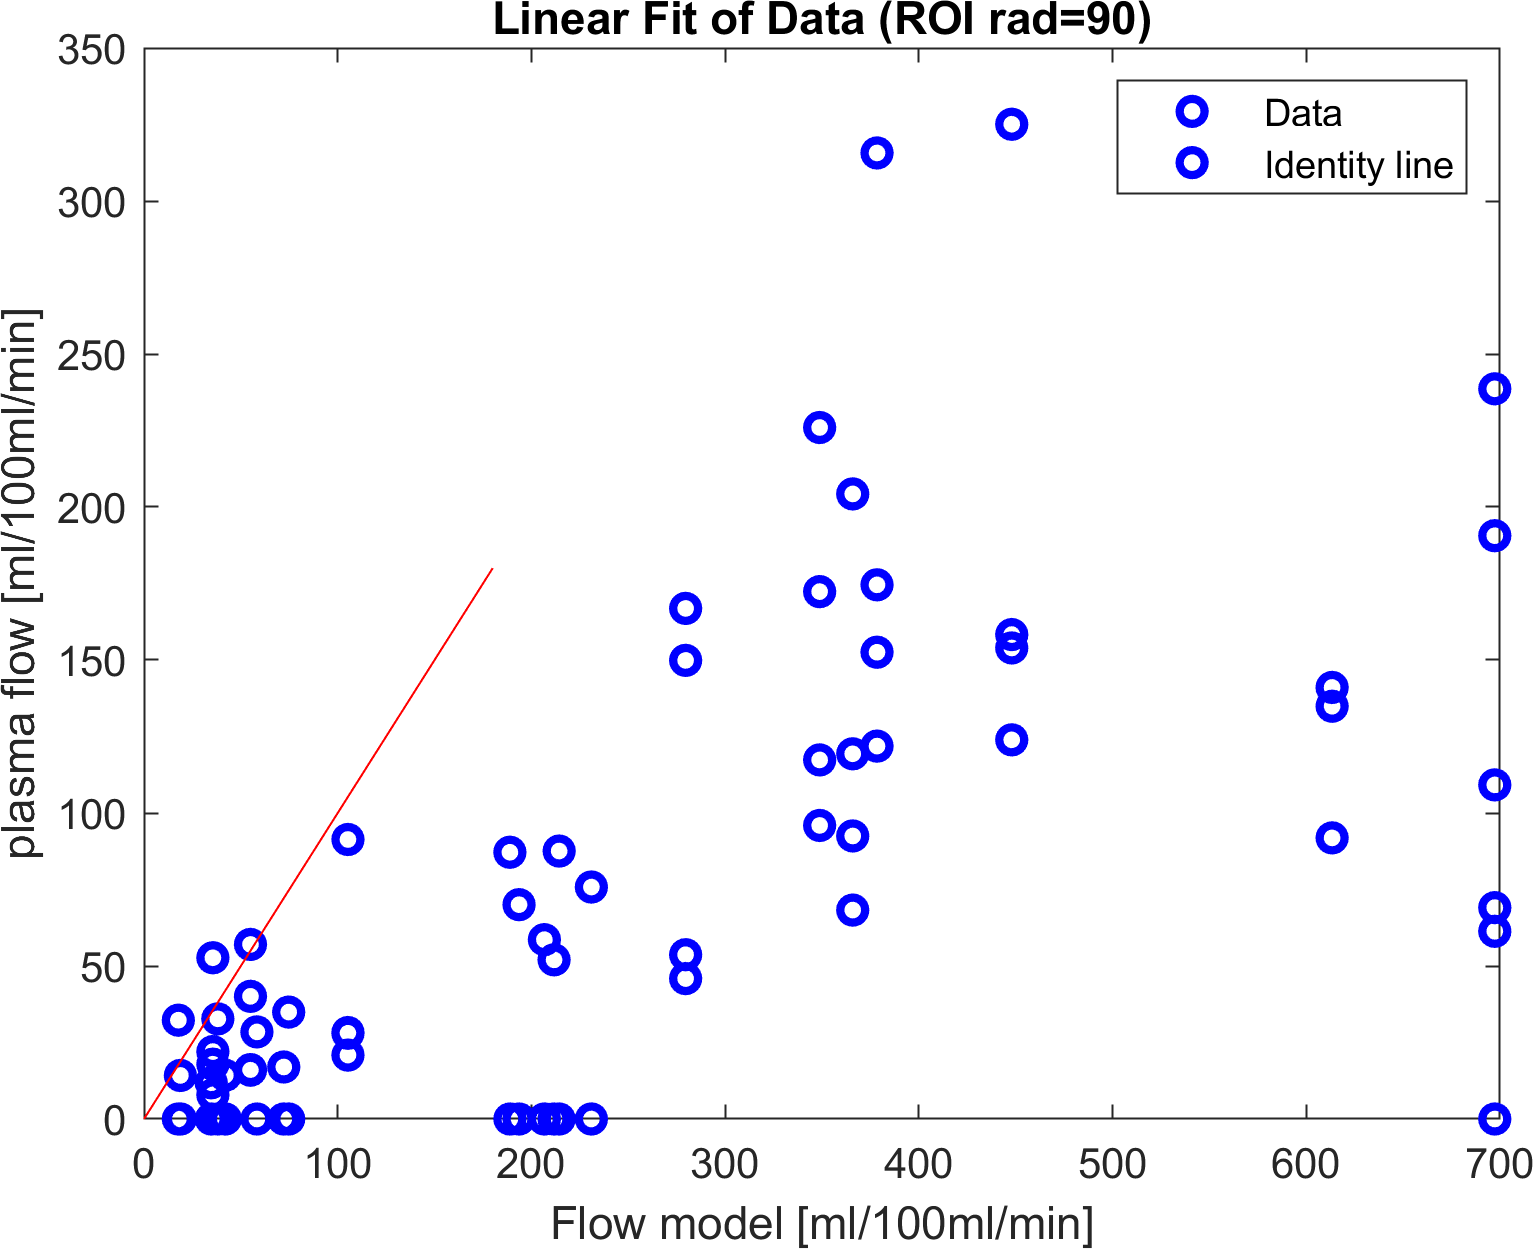 Linear Fit of Data (ROI rad=90)
350
300
250
200
150
100
50
0
plasma flow [ml/100ml/min]
Data
Identity line
0 100 200 300 400 500 600 700
Flow model [ml/100ml/min]